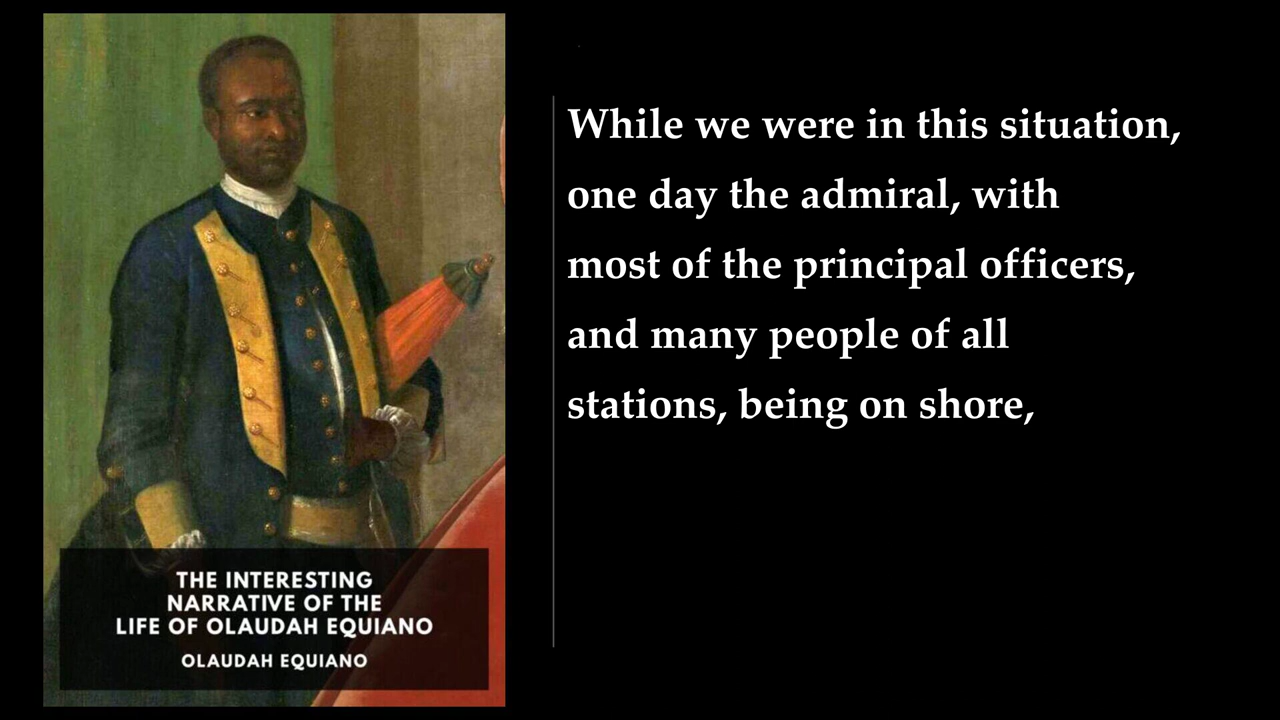 While we were in this situation,
one day the admiral, with
most of the principal officers,
and many people of all
stations, being on shore,
THE INTERESTING
NARRATIVE OF THE
LIFE OF OLAUDAH EQUIANO
OLAUDAH EQUIANO